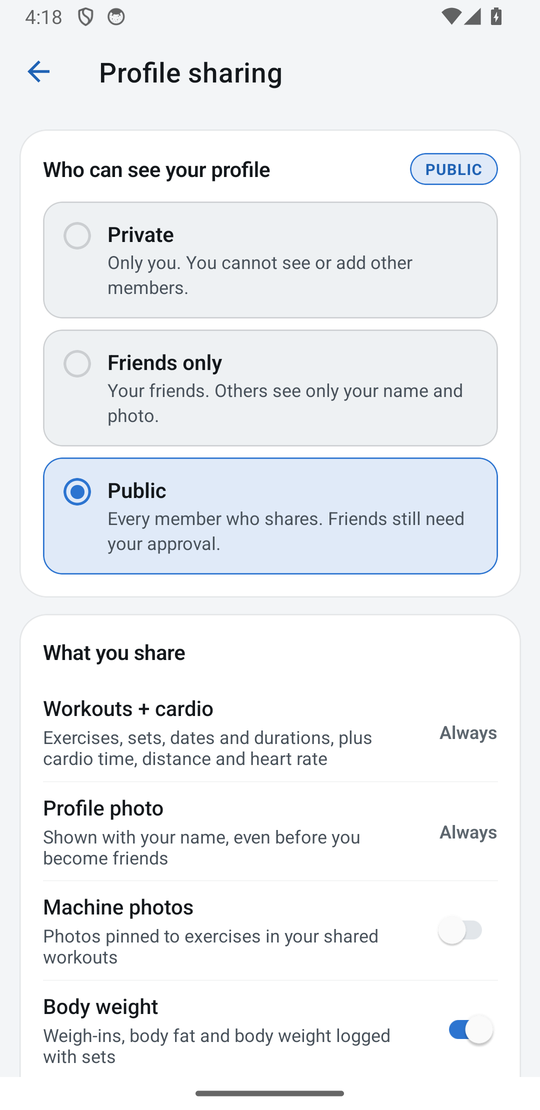 4:18
Profile sharing
Who can see your profile
PUBLIC
Private
Only you. You cannot see or add other
members.
Friends only
Your friends. Others see only your name and
photo.
Public
Every member who shares. Friends still need
your approval.
What you share
Workouts + cardio
Exercises, sets, dates and durations, plus
cardio time, distance and heart rate
Always
Profile photo
Shown with your name, even before you
become friends
Always
Machine photos
Photos pinned to exercises in your shared
workouts
Body weight
Weigh-ins, body fat and body weight logged
with sets